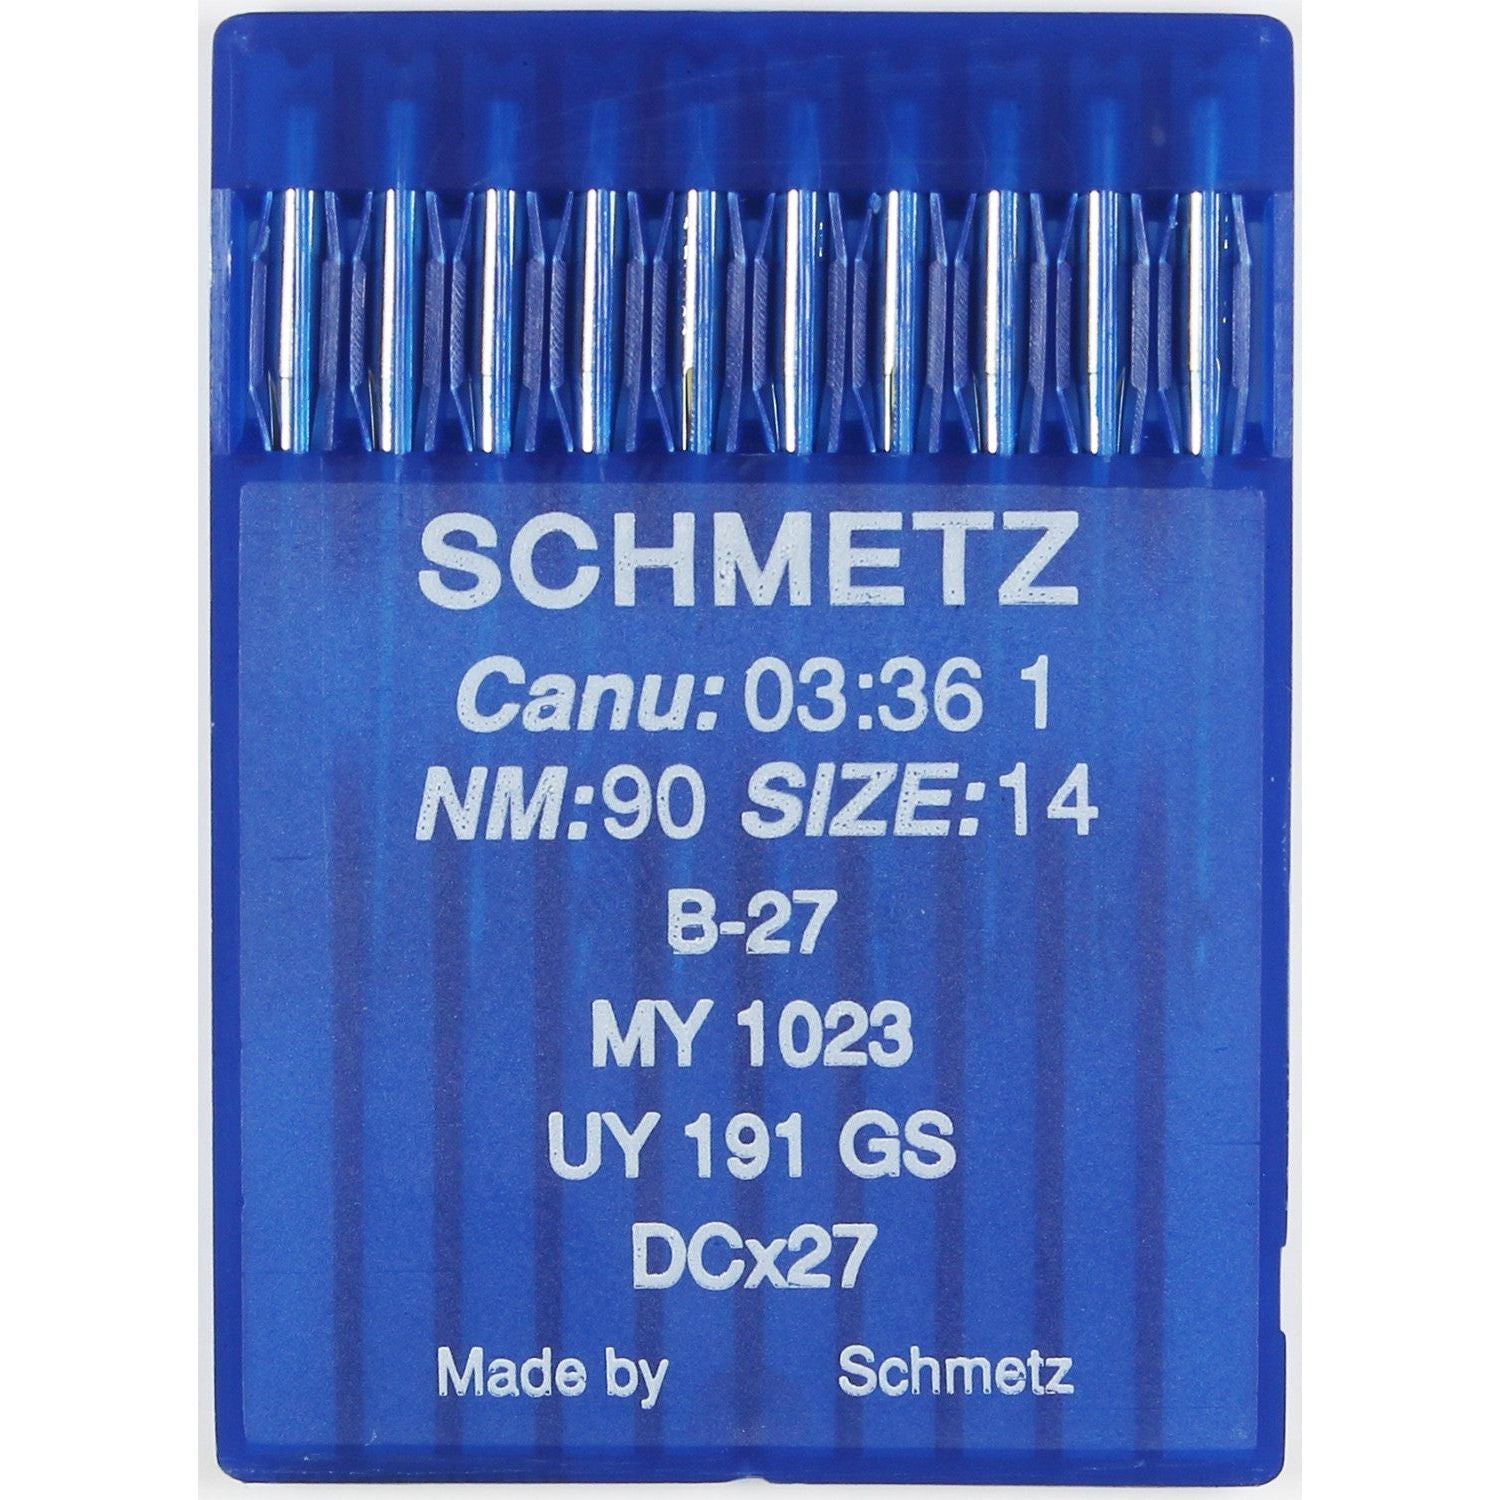 SCHMETZ
Canu: 03:36 1
NM:90 SIZE:14
B-27
MY 1023
UY 191 GS
DCx27
Made by Schmetz